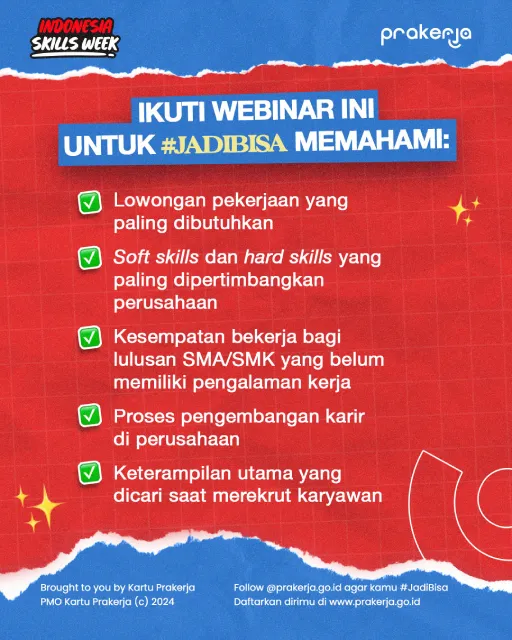 INDONESIA
SKILLS WEEK
prakerja
IKUTI WEBINAR INI
UNTUK #JADIBISA MEMAHAMI:
Lowongan pekerjaan yang
paling dibutuhkan
Soft skills dan hard skills yang
paling dipertimbangkan
perusahaan
Kesempatan bekerja bagi
lulusan SMA/SMK yang belum
memiliki pengalaman kerja
Proses pengembangan karir
di perusahaan
Keterampilan utama yang
dicari saat merekrut karyawan
Brought to you by Kartu Prakerja
PMO Kartu Prakerja (c) 2024
Follow @prakerja.go.id agar kamu #JadiBisa
Daftarkan dirimu di www.prakerja.go.id